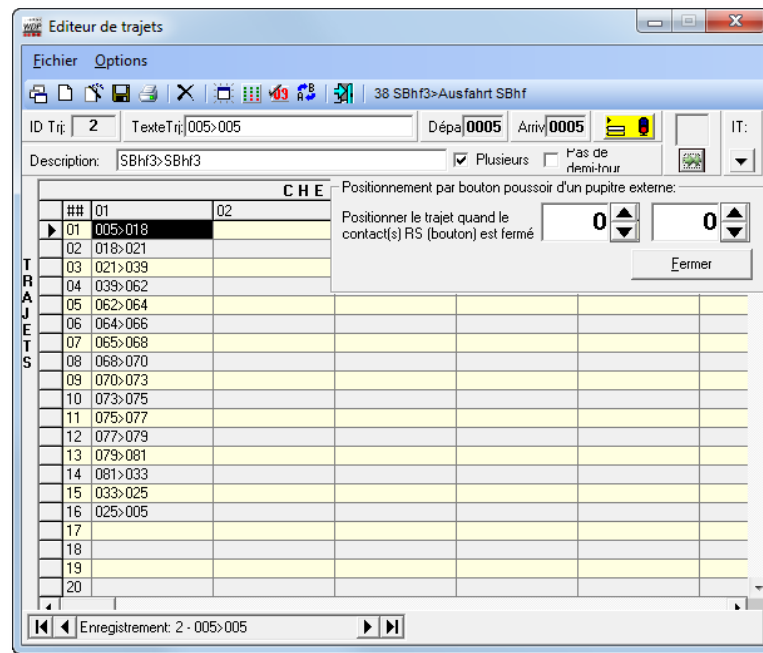 WDP Editeur de trajets
Fichier Options
38 SBhf3>Ausfahrt SBhf
ID Trj: 2 TexteTrj: 005>005 Dépa 0005 Arriv 0005 IT:
Description: SBhf3>SBhf3 Plusieurs Pas de demi-tour
C H E
Positionnement par bouton poussoir d'un pupitre externe:
Positionner le trajet quand le
contact(s) RS (bouton) est fermé
0 0
Fermer
TRAJETS
## 01 02
01 005>018
02 018>021
03 021>039
04 039>062
05 062>064
06 064>066
07 065>068
08 068>070
09 070>073
10 073>075
11 075>077
12 077>079
13 079>081
14 081>033
15 033>025
16 025>005
17
18
19
20
Enregistrement: 2 - 005>005